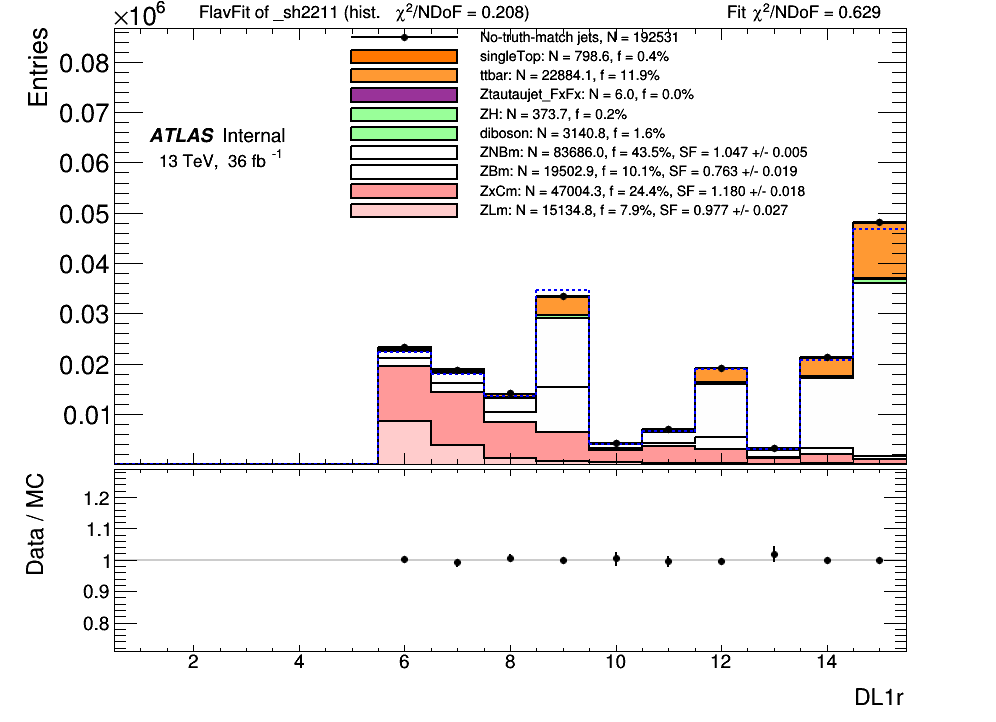 ×10⁶ FlavFit of _sh2211 (hist. χ²/NDoF = 0.208) Fit χ²/NDoF = 0.629
Entries
No-truth-match jets, N = 192531
singleTop: N = 798.6, f = 0.4%
ttbar: N = 22884.1, f = 11.9%
Ztautaujet_FxFx: N = 6.0, f = 0.0%
ZH: N = 373.7, f = 0.2%
diboson: N = 3140.8, f = 1.6%
ZNBm: N = 83686.0, f = 43.5%, SF = 1.047 +/- 0.005
ZBm: N = 19502.9, f = 10.1%, SF = 0.763 +/- 0.019
ZxCm: N = 47004.3, f = 24.4%, SF = 1.180 +/- 0.018
ZLm: N = 15134.8, f = 7.9%, SF = 0.977 +/- 0.027
ATLAS Internal
13 TeV, 36 fb⁻¹
0.08
0.07
0.06
0.05
0.04
0.03
0.02
0.01
Data / MC
1.2
1.1
1
0.9
0.8
2 4 6 8 10 12 14
DL1r